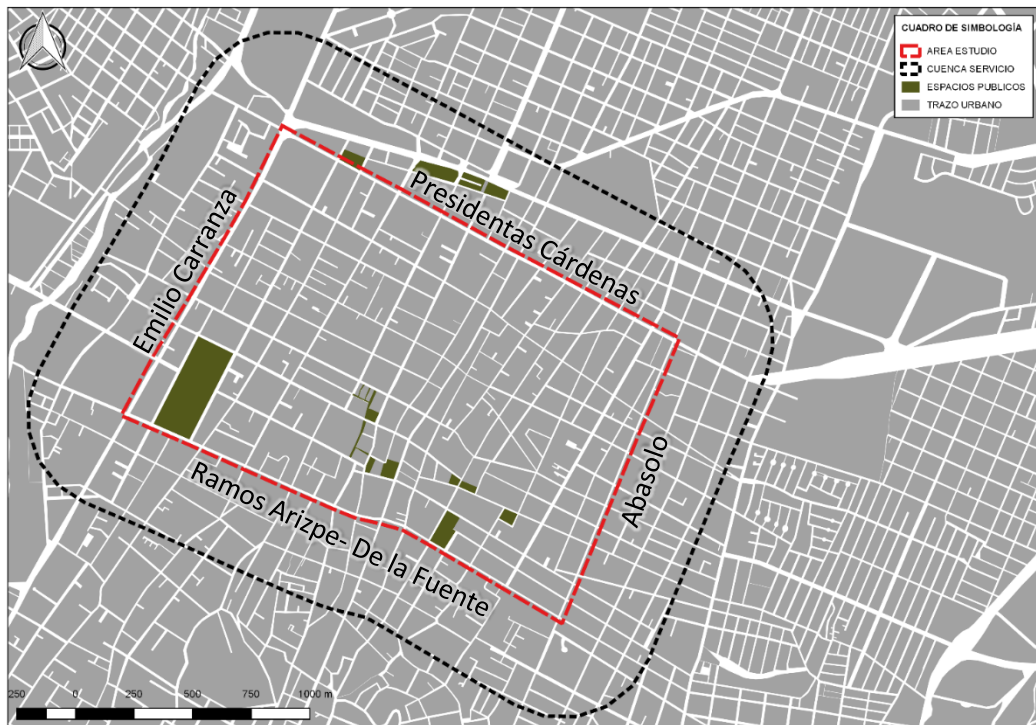 CUADRO DE SIMBOLOGÍA
AREA ESTUDIO
CUENCA SERVICIO
ESPACIOS PUBLICOS
TRAZO URBANO
Presidentas Cárdenas
Emilio Carranza
Abasolo
Ramos Arizpe- De la Fuente
250 0 250 500 750 1000 m